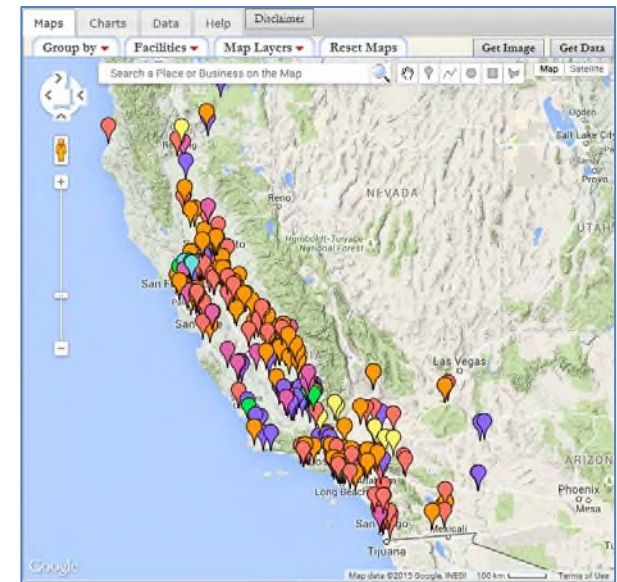 Maps Charts Data Help Disclaimer
Group by Facilities Map Layers Reset Maps Get Image Get Data
Search a Place or Business on the Map Map Satellite
Ogden
Salt Lake City
Provo
Reno
NEVADA
UTAH
Humboldt-Toiyabe
National Forest
San F
San
Las Vegas
ARIZON
Phoenix
Mesa
Long Beach
San ego
Mexicali
Tijuana
Google
Map data ©2015 Google, INEGI 100 km Terms of Use